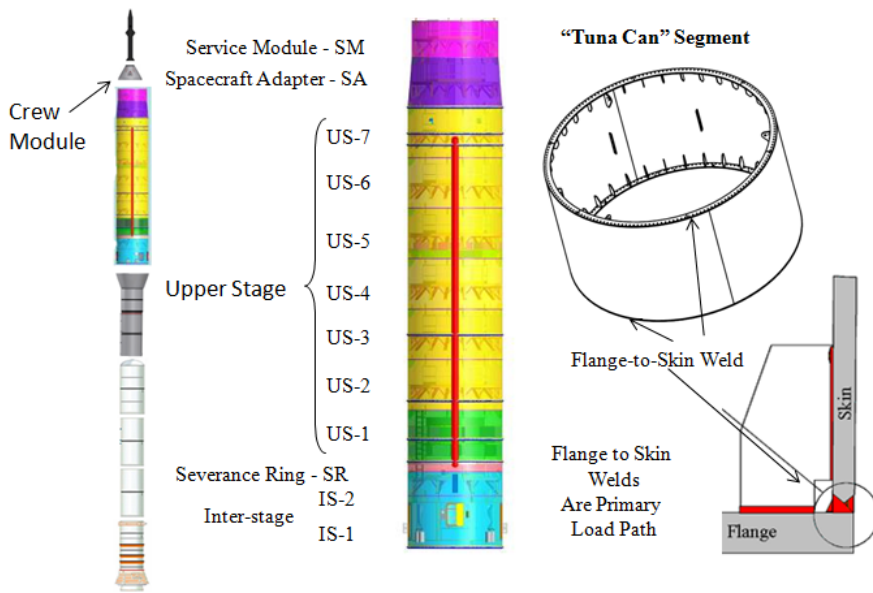 Service Module - SM
Spacecraft Adapter - SA
Crew
Module
US-7
US-6
US-5
Upper Stage
US-4
US-3
US-2
US-1
Severance Ring - SR
IS-2
Inter-stage
IS-1
“Tuna Can” Segment
Flange-to-Skin Weld
Skin
Flange to Skin
Welds
Are Primary
Load Path
Flange